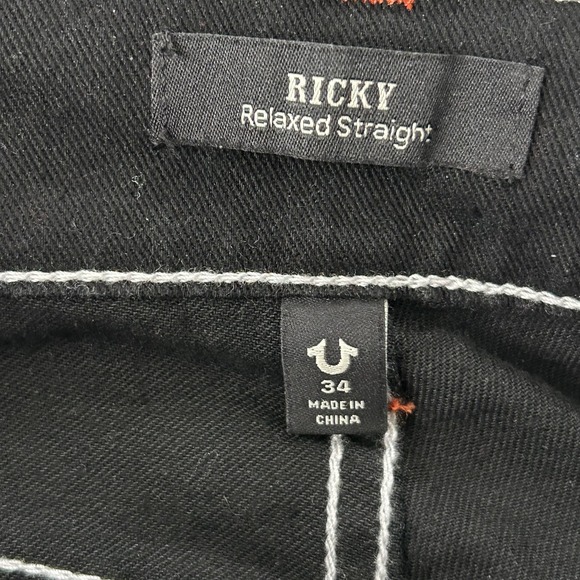 RICKY
Relaxed Straight
34
MADE IN
CHINA